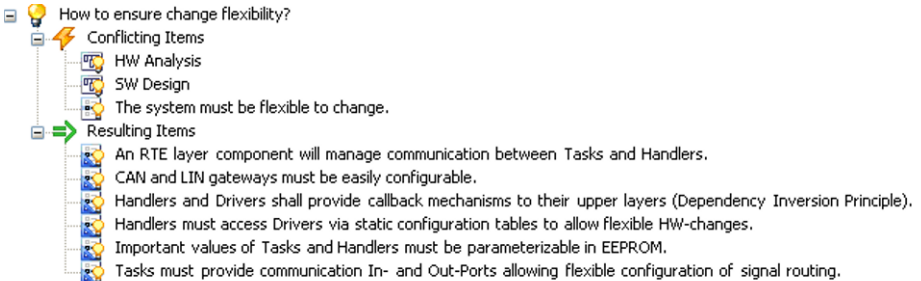 How to ensure change flexibility?
Conflicting Items
HW Analysis
SW Design
The system must be flexible to change.
Resulting Items
An RTE layer component will manage communication between Tasks and Handlers.
CAN and LIN gateways must be easily configurable.
Handlers and Drivers shall provide callback mechanisms to their upper layers (Dependency Inversion Principle).
Handlers must access Drivers via static configuration tables to allow flexible HW-changes.
Important values of Tasks and Handlers must be parameterizable in EEPROM.
Tasks must provide communication In- and Out-Ports allowing flexible configuration of signal routing.